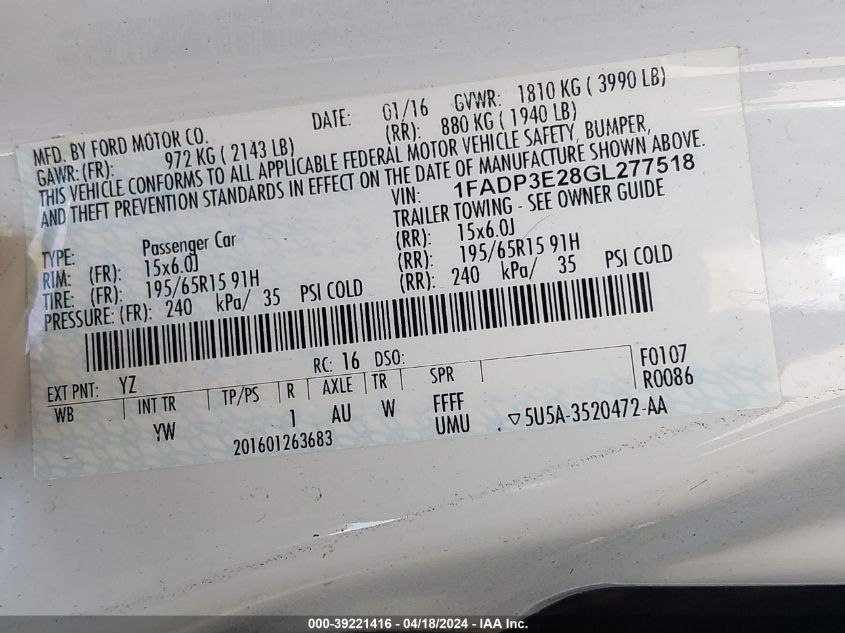 MFD. BY FORD MOTOR CO. DATE: 01/16 GVWR: 1810 KG ( 3990 LB)
GAWR: (FR): 972 KG ( 2143 LB) (RR): 880 KG ( 1940 LB)
THIS VEHICLE CONFORMS TO ALL APPLICABLE FEDERAL MOTOR VEHICLE SAFETY, BUMPER,
AND THEFT PREVENTION STANDARDS IN EFFECT ON THE DATE OF MANUFACTURE SHOWN ABOVE.
VIN: 1FADP3E28GL277518
TYPE: Passenger Car TRAILER TOWING - SEE OWNER GUIDE
RIM: (FR): 15x6.0J (RR): 15x6.0J
TIRE: (FR): 195/65R15 91H (RR): 195/65R15 91H
PRESSURE: (FR): 240 kPa/ 35 PSI COLD (RR): 240 kPa/ 35 PSI COLD
EXT PNT: YZ RC: 16 DSO: F0107
WB INT TR TP/PS R AXLE TR SPR R0086
YW 1 AU W FFFF
UMU
201601263683 . ▽5U5A-3520472-AA
000-39221416 - 04/18/2024 - IAA Inc.